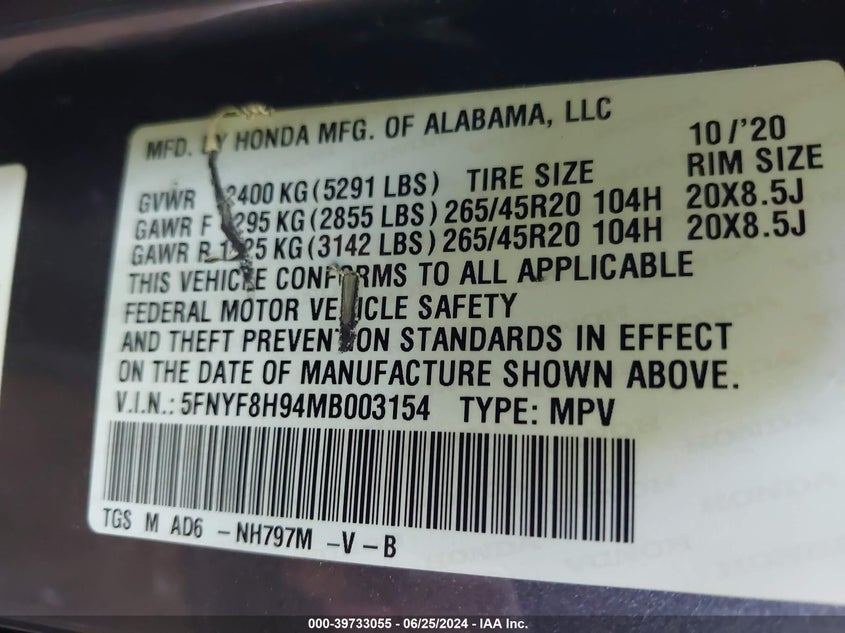 MFD. BY HONDA MFG. OF ALABAMA, LLC 10/'20
GVWR 2400 KG (5291 LBS) TIRE SIZE RIM SIZE
GAWR F 295 KG (2855 LBS) 265/45R20 104H 20X8.5J
GAWR R KG (3142 LBS) 265/45R20 104H 20X8.5J
THIS VEHICLE CONFORMS TO ALL APPLICABLE
FEDERAL MOTOR VEHICLE SAFETY
AND THEFT PREVENTION STANDARDS IN EFFECT
ON THE DATE OF MANUFACTURE SHOWN ABOVE.
V.I.N.: 5FNYF8H94MB003154 TYPE: MPV
TGS M AD6 -NH797M -V -B
000-39733055 - 06/25/2024 - IAA Inc.